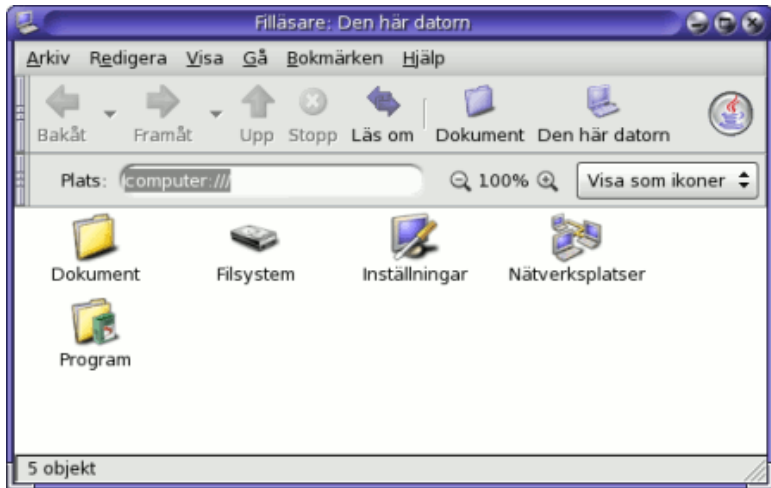 Filläsare: Den här datorn
Arkiv Redigera Visa Gå Bokmärken Hjälp
Bakåt Framåt Upp Stopp Läs om Dokument Den här datorn
Plats: computer:/// 100% Visa som ikoner
Dokument Filsystem Inställningar Nätverksplatser
Program
5 objekt